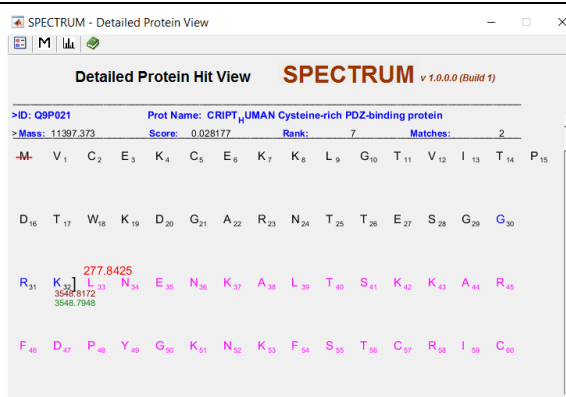 SPECTRUM - Detailed Protein View
M
Detailed Protein Hit View SPECTRUM v 1.0.0.0 (Build 1)
>ID: Q9P021 Prot Name: CRIPT_HUMAN Cysteine-rich PDZ-binding protein
>Mass: 11397.373 Score: 0.028177 Rank: 7 Matches: 2
M V1 C2 E3 K4 C5 E6 K7 K8 L9 G10 T11 V12 I13 T14 P15
D16 T17 W18 K19 D20 G21 A22 R23 N24 T25 T26 E27 S28 G29 G30
277.8425
R31 K32] L33 N34 E35 N36 K37 A38 L39 T40 S41 K42 K43 A44 R45
3548.8172
3548.7948
F46 D47 P48 Y49 G50 K51 N52 K53 F54 S55 T56 C57 R58 I59 C60